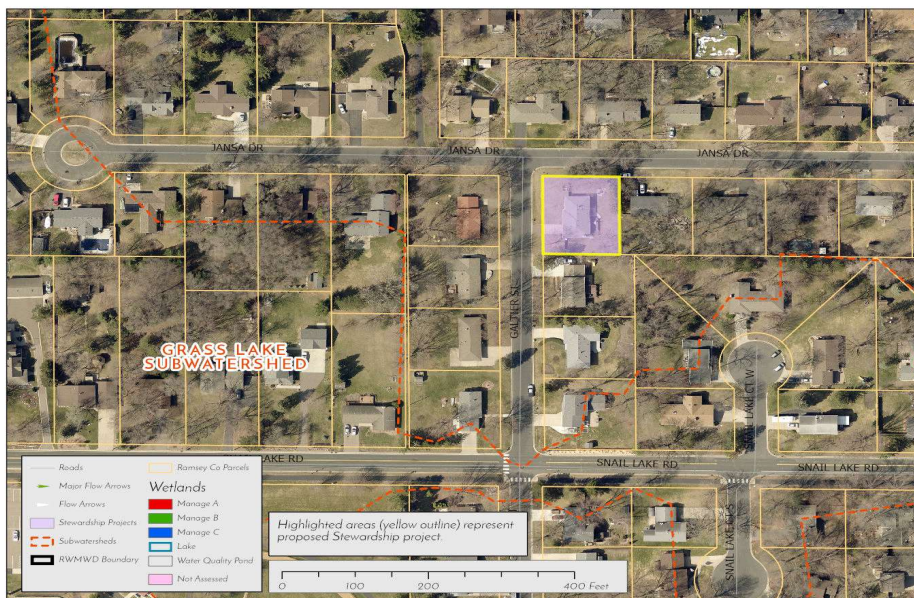 JANSA DR
JANSA DR
JANSA DR
GAULTIER ST
GRASS LAKE
SUBWATERSHED
SNAIL LAKE CT W
LAKE RD
SNAIL LAKE RD
SNAIL LAKE RD
SNAIL LAKE CT S
Roads
Major Flow Arrows
Flow Arrows
Stewardship Projects
Subwatersheds
RWMWD Boundary
Ramsey Co Parcels
Wetlands
Manage A
Manage B
Manage C
Lake
Water Quality Pond
Not Assessed
Highlighted areas (yellow outline) represent
proposed Stewardship project.
0 100 200 400 Feet